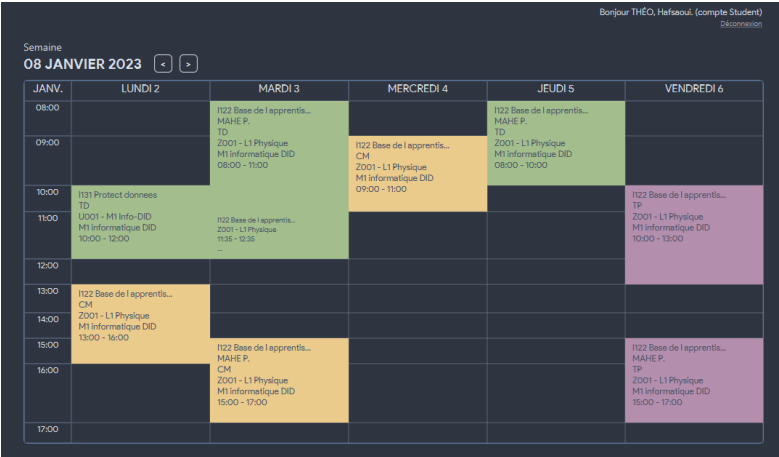 Bonjour THÉO, Hafsaoui. (compte Student)
Déconnexion
Semaine
08 JANVIER 2023
<
>
JANV.
LUNDI 2
MARDI 3
MERCREDI 4
JEUDI 5
VENDREDI 6
08:00
09:00
10:00
11:00
12:00
13:00
14:00
15:00
16:00
17:00
I131 Protect donnees
TD
U001 - M1 Info-DID
M1 informatique DID
10:00 - 12:00
I122 Base de l apprentis...
CM
Z001 - L1 Physique
M1 informatique DID
13:00 - 16:00
I122 Base de l apprentis...
MAHE P.
TD
Z001 - L1 Physique
M1 informatique DID
08:00 - 11:00
I122 Base de l apprentis...
Z001 - L1 Physique
11:35 - 12:35
...
I122 Base de l apprentis...
MAHE P.
CM
Z001 - L1 Physique
M1 informatique DID
15:00 - 17:00
I122 Base de l apprentis...
CM
Z001 - L1 Physique
M1 informatique DID
09:00 - 11:00
I122 Base de l apprentis...
MAHE P.
TD
Z001 - L1 Physique
M1 informatique DID
08:00 - 10:00
I122 Base de l apprentis...
TP
Z001 - L1 Physique
M1 informatique DID
10:00 - 13:00
I122 Base de l apprentis...
MAHE P.
TP
Z001 - L1 Physique
M1 informatique DID
15:00 - 17:00